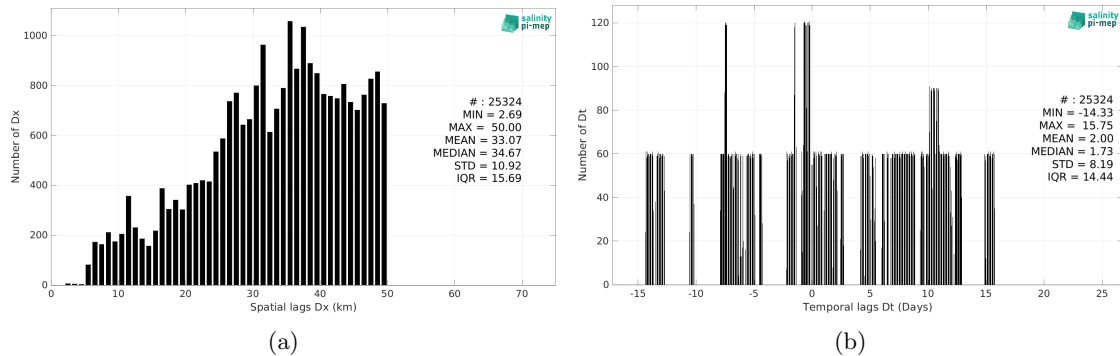 salinity
pi-mep
Number of Dx
1000
800
600
400
200
0
# : 25324
MIN = 2.69
MAX = 50.00
MEAN = 33.07
MEDIAN = 34.67
STD = 10.92
IQR = 15.69
0 10 20 30 40 50 60 70
Spatial lags Dx (km)
(a)
salinity
pi-mep
Number of Dt
120
100
80
60
40
20
0
# : 25324
MIN = -14.33
MAX = 15.75
MEAN = 2.00
MEDIAN = 1.73
STD = 8.19
IQR = 14.44
-15 -10 -5 0 5 10 15 20 25
Temporal lags Dt (Days)
(b)